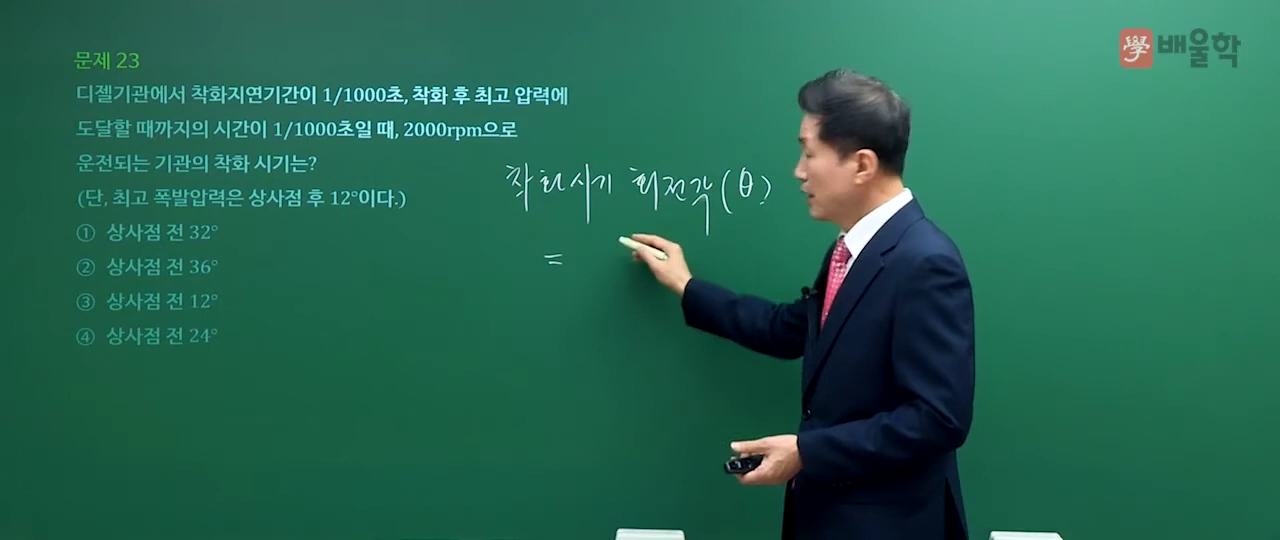 문제 23
디젤기관에서 착화지연기간이 1/1000초, 착화 후 최고 압력에
도달할 때까지의 시간이 1/1000초일 때, 2000rpm으로
운전되는 기관의 착화 시기는?
(단, 최고 폭발압력은 상사점 후 12°이다.)
① 상사점 전 32°
② 상사점 전 36°
③ 상사점 전 12°
④ 상사점 전 24°
착화시기 회전각(θ)
=
學 배울학